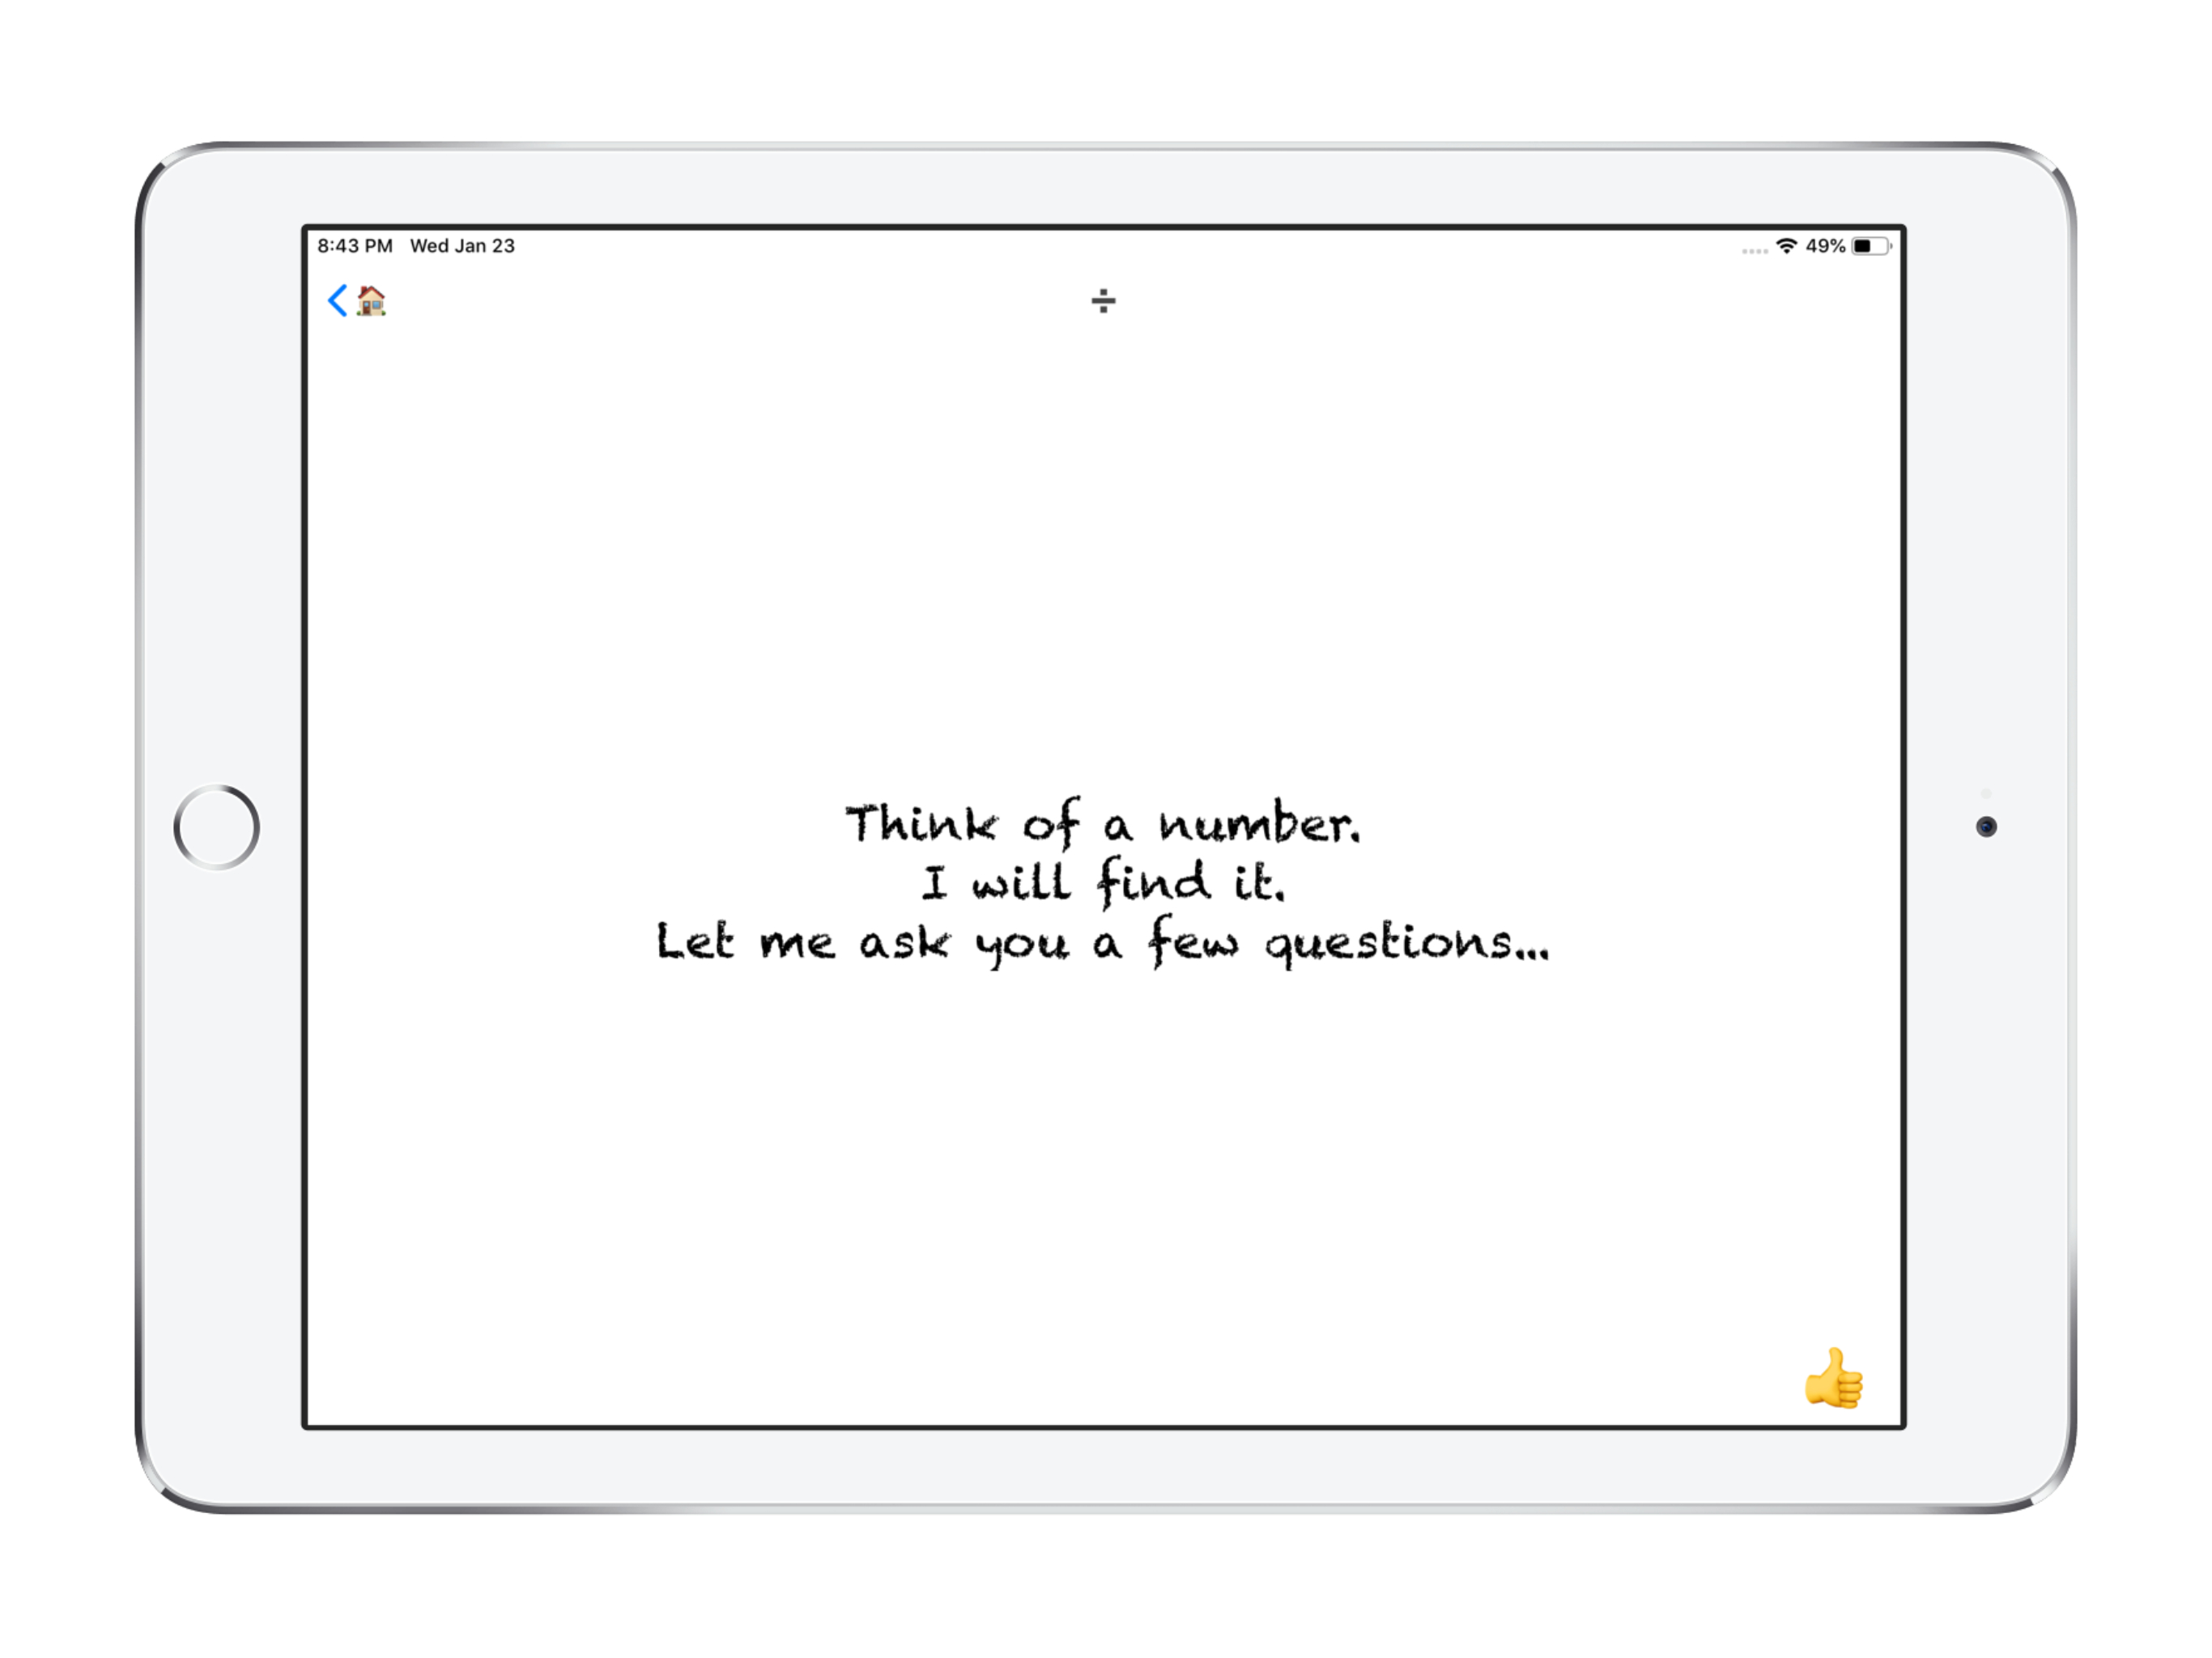 8:43 PM Wed Jan 23 49%
÷
Think of a number.
I will find it.
Let me ask you a few questions...